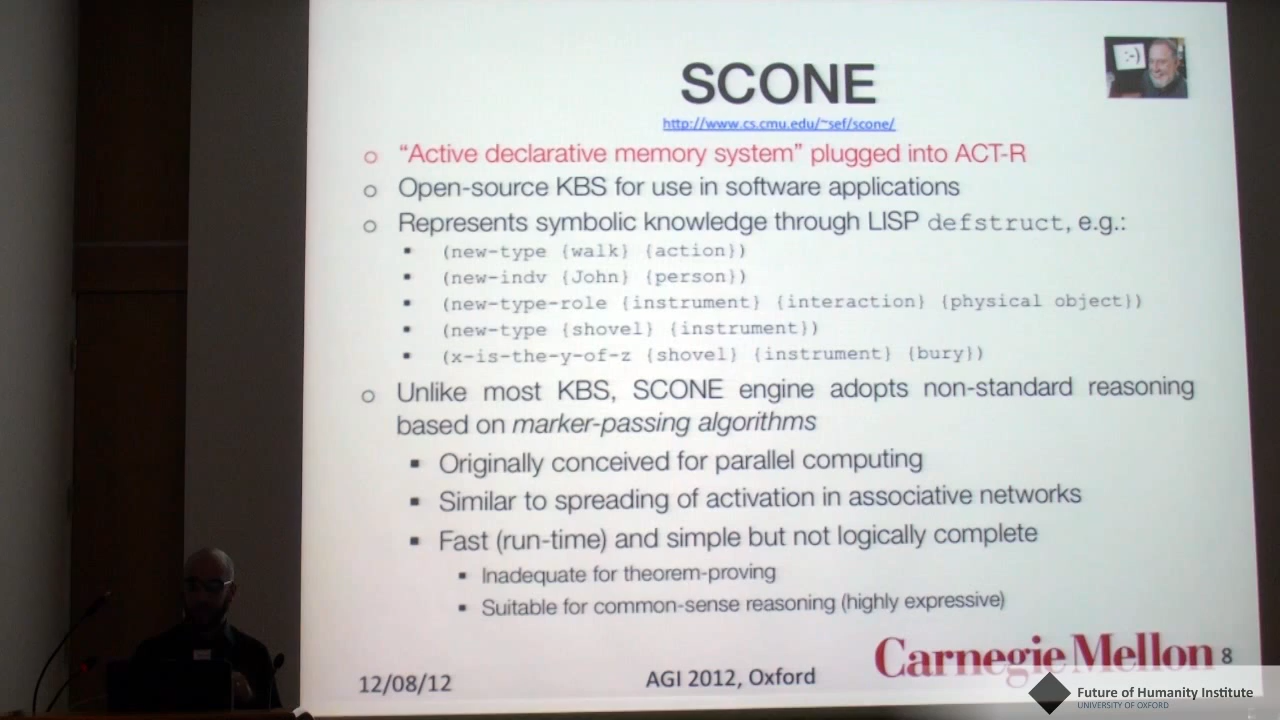 :-)
SCONE
http://www.cs.cmu.edu/~sef/scone/
“Active declarative memory system” plugged into ACT-R
Open-source KBS for use in software applications
Represents symbolic knowledge through LISP defstruct, e.g.:
(new-type {walk} {action})
(new-indv {John} {person})
(new-type-role {instrument} {interaction} {physical object})
(new-type {shovel} {instrument})
(x-is-the-y-of-z {shovel} {instrument} {bury})
Unlike most KBS, SCONE engine adopts non-standard reasoning
based on marker-passing algorithms
Originally conceived for parallel computing
Similar to spreading of activation in associative networks
Fast (run-time) and simple but not logically complete
Inadequate for theorem-proving
Suitable for common-sense reasoning (highly expressive)
12/08/12
AGI 2012, Oxford
Carnegie Mellon
8
Future of Humanity Institute
UNIVERSITY OF OXFORD